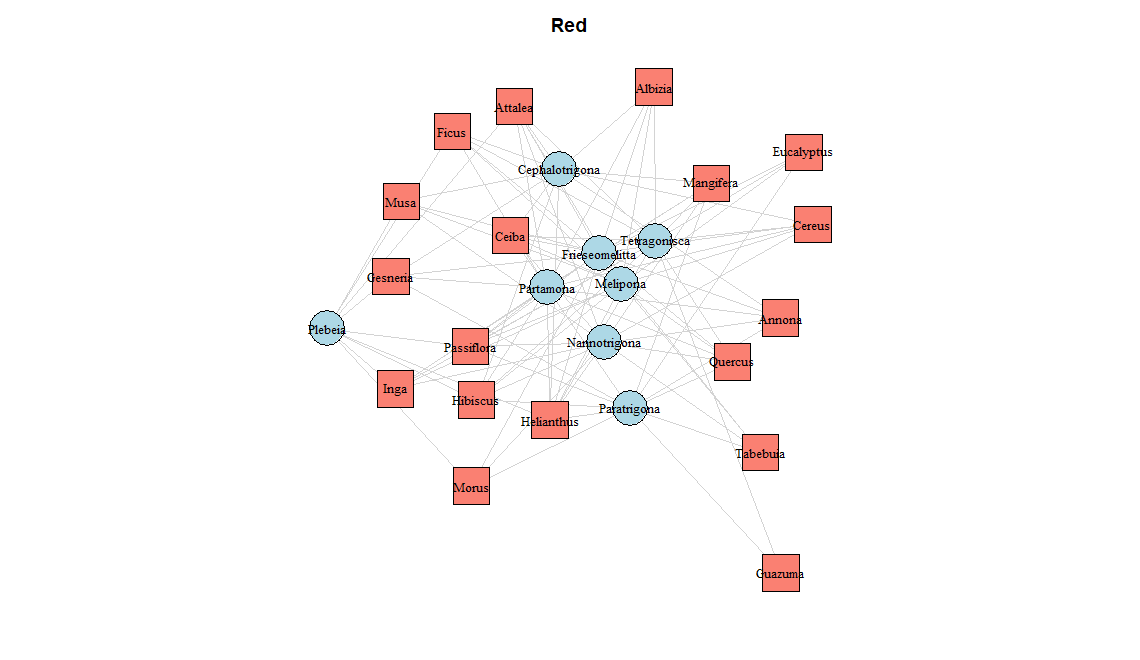 Red
Albizia
Attalea
Ficus
Eucalyptus
Cephalotrigona
Mangifera
Musa
Cereus
Ceiba
Tetragonisca
Frieseomelitta
Gesneria
Melipona
Partamona
Annona
Plebeia
Nannotrigona
Passiflora
Quercus
Inga
Hibiscus
Paratrigona
Helianthus
Tabebuia
Morus
Guazuma